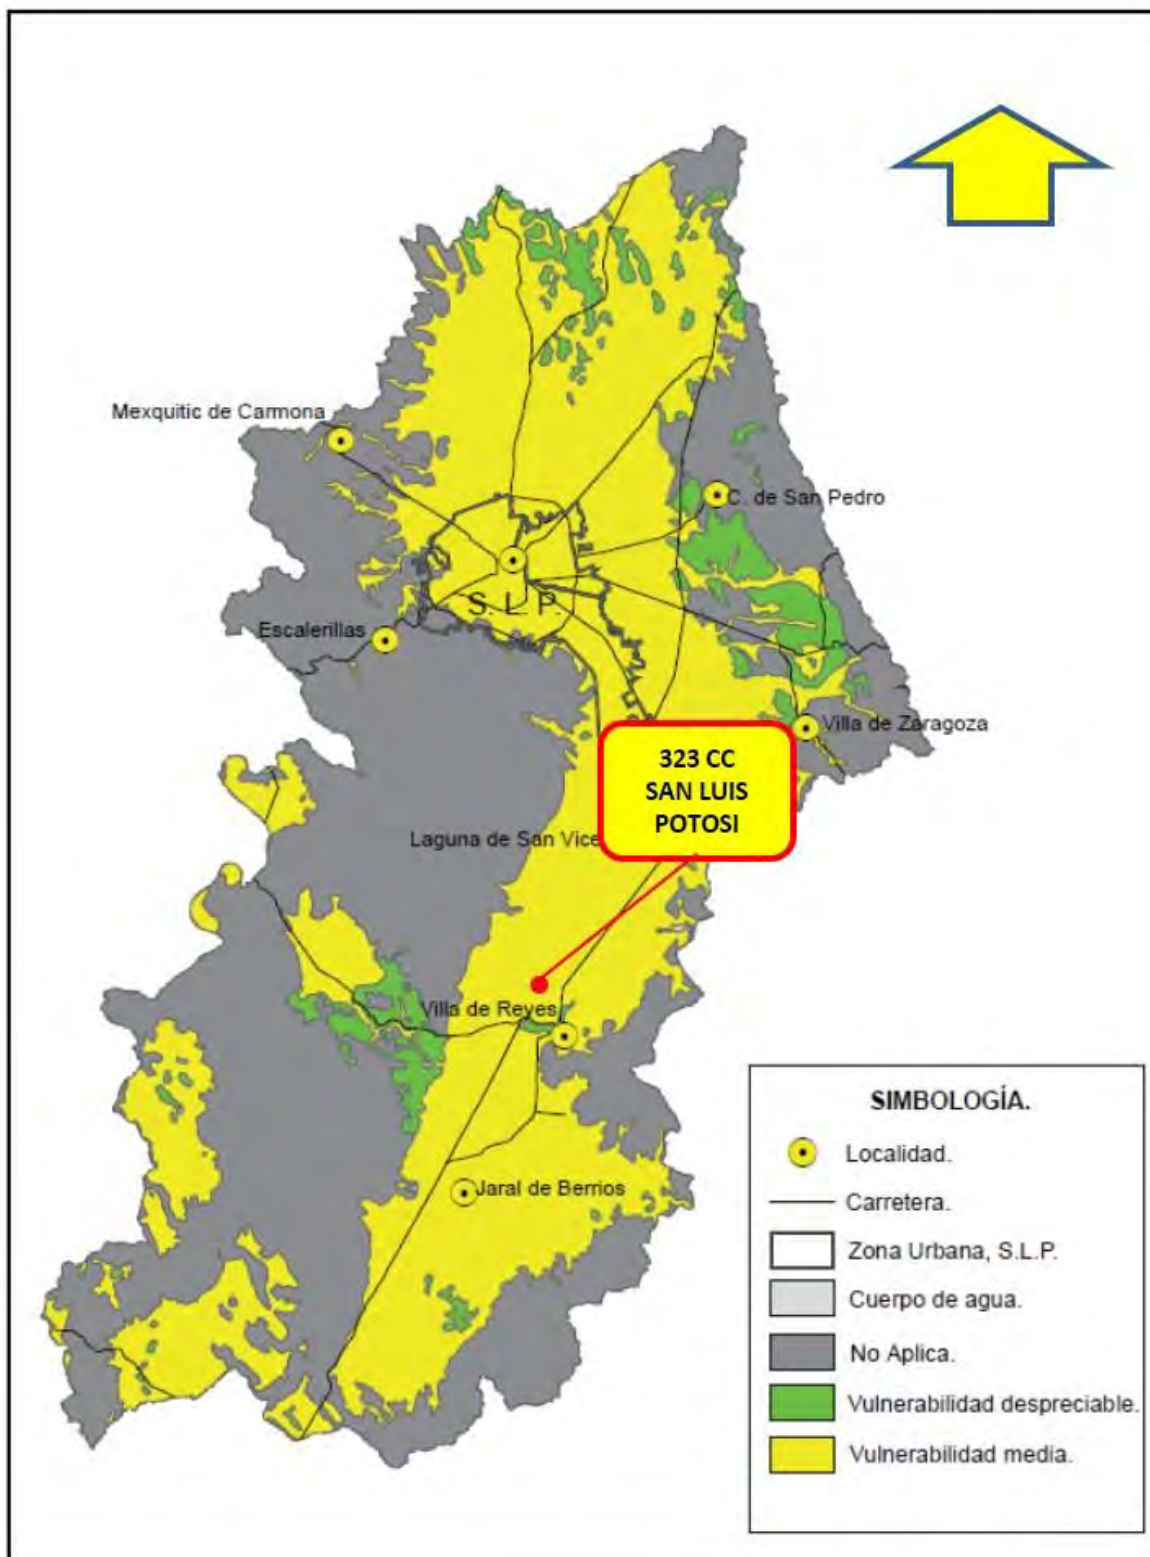 Mexquitic de Carmona
C. de San Pedro
S. L. P.
Escalerillas
Villa de Zaragoza
323 CC
SAN LUIS
POTOSI
Laguna de San Vice
Villa de Reyes
Jaral de Berrios
SIMBOLOGÍA.
Localidad.
Carretera.
Zona Urbana, S.L.P.
Cuerpo de agua.
No Aplica.
Vulnerabilidad despreciable.
Vulnerabilidad media.